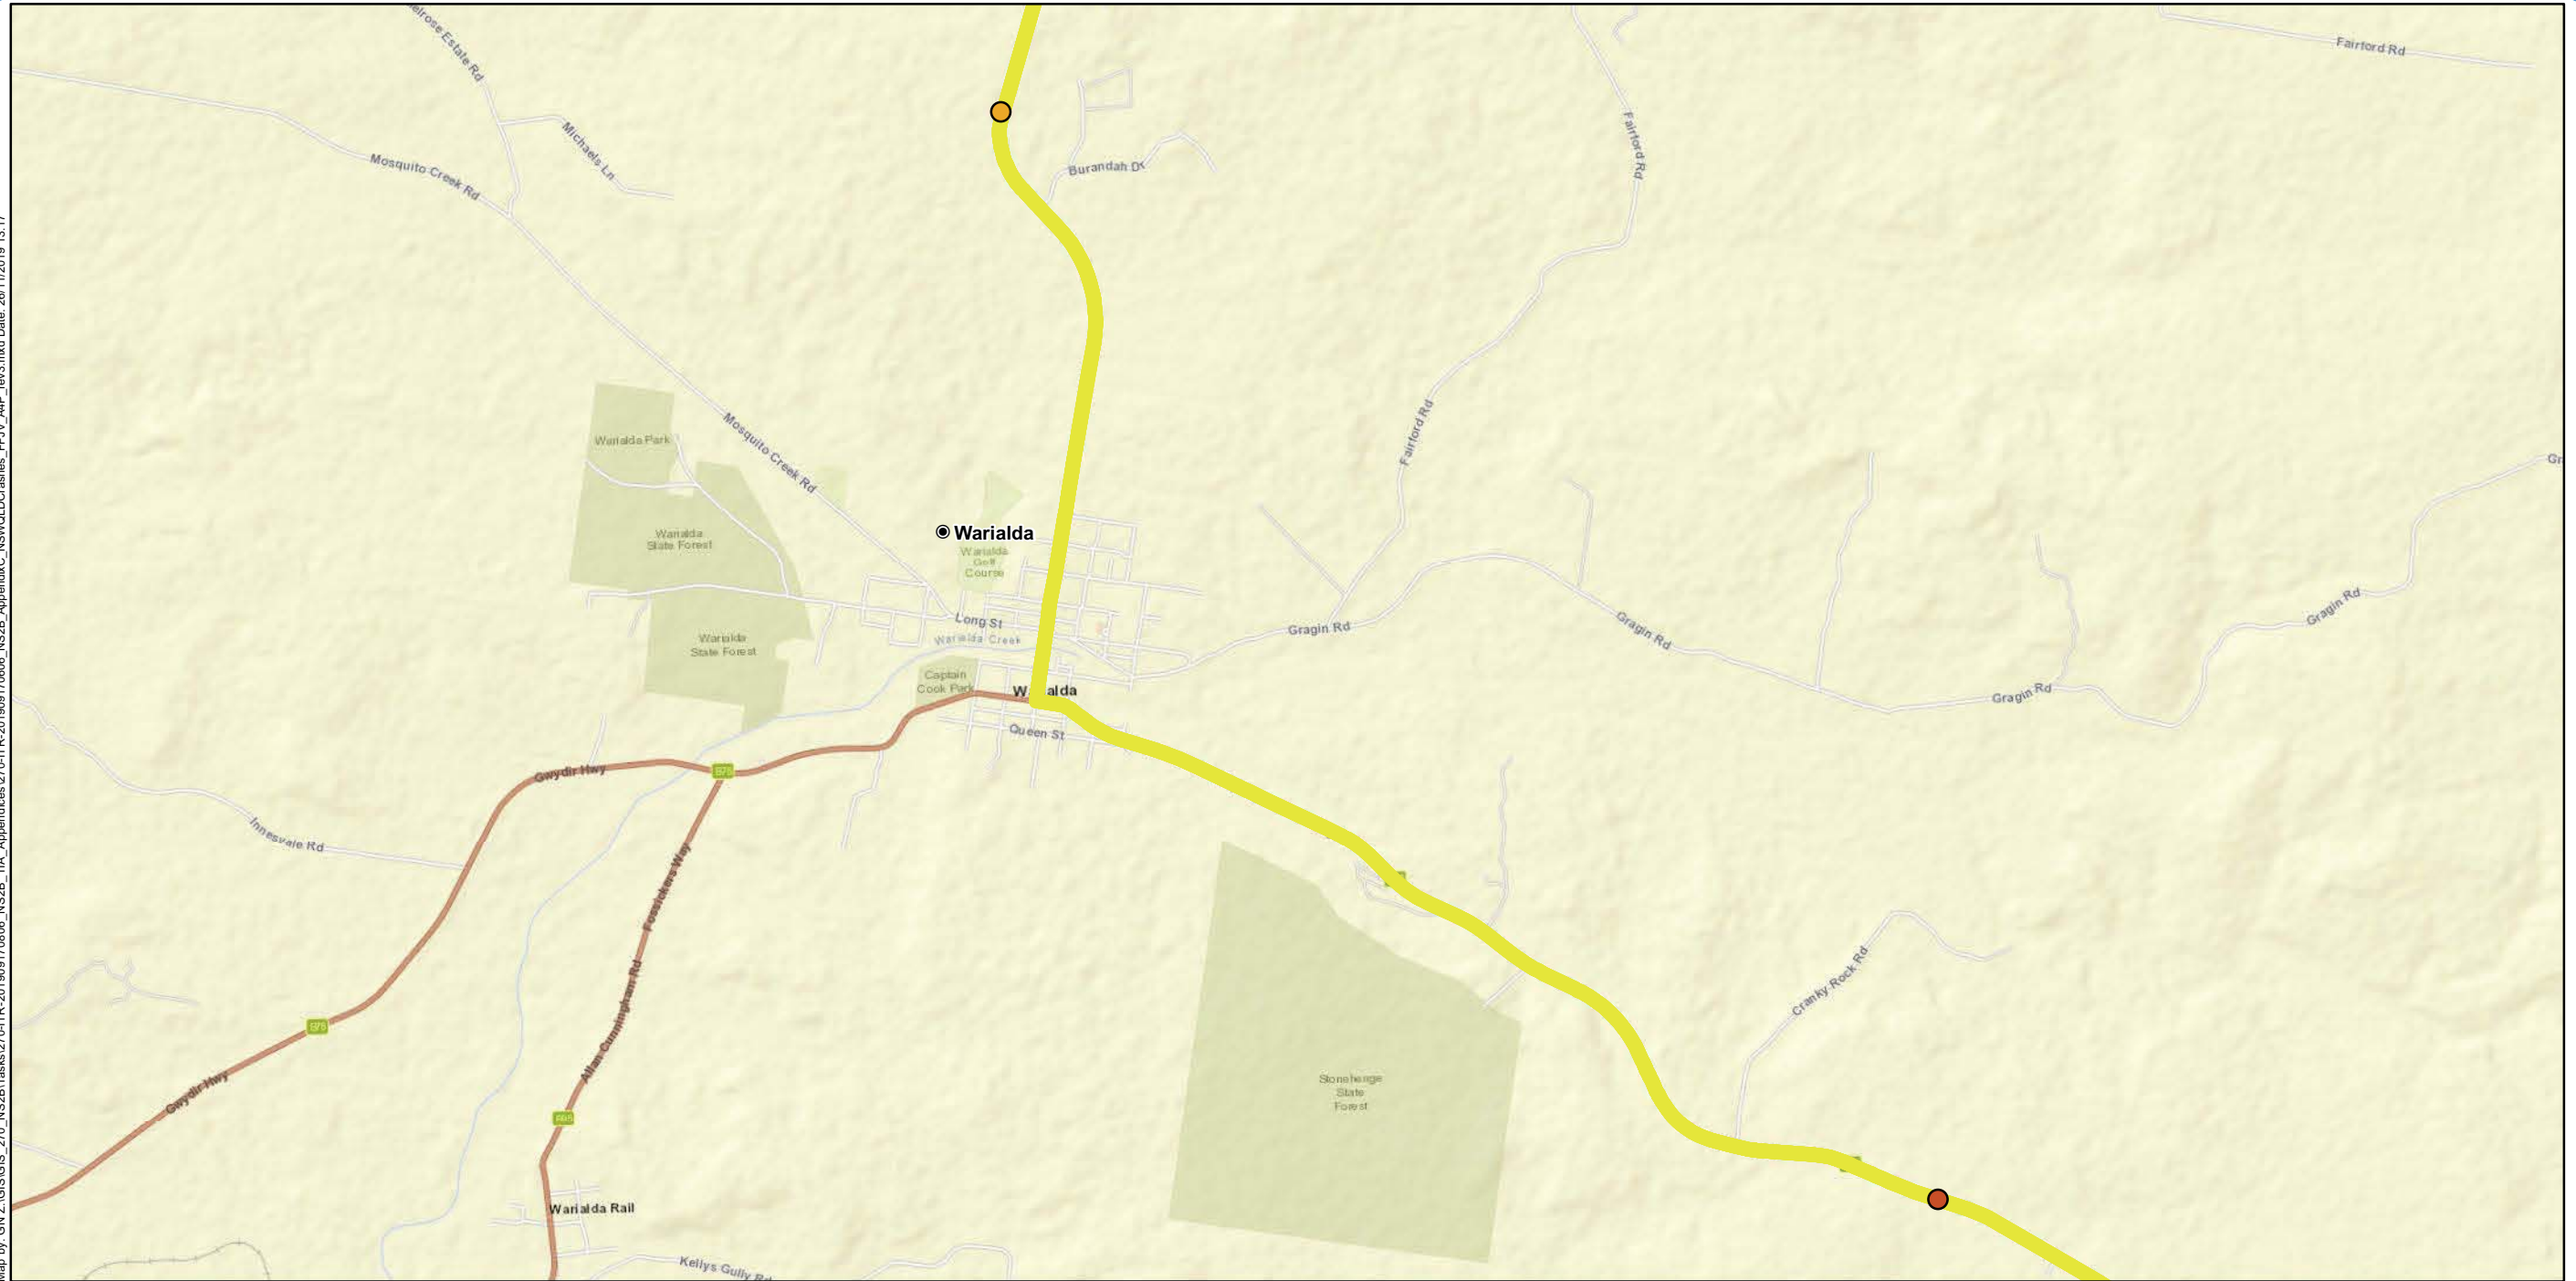 Fairford Rd
Michaels Ln
Mosquito Creek Rd
Burandah Dr
Fairford Rd
Warialda Park
Mosquito Creek Rd
Fairford Rd
Warialda
State Forest
Warialda
Warialda
Golf
Course
Long St
Warialda Creek
Gragin Rd
Gragin Rd
Gragin Rd
Warialda
State Forest
Captain
Cook Park
Gragin Rd
Queen St
Gwydir Hwy
B76
Innesvale Rd
Fossickers Way
Allan Cunningham Rd
Cranky Rock Rd
B76
Gwydir Hwy
Stonehenge
State
Forest
B95
Warialda Rail
Kellys Gully Rd